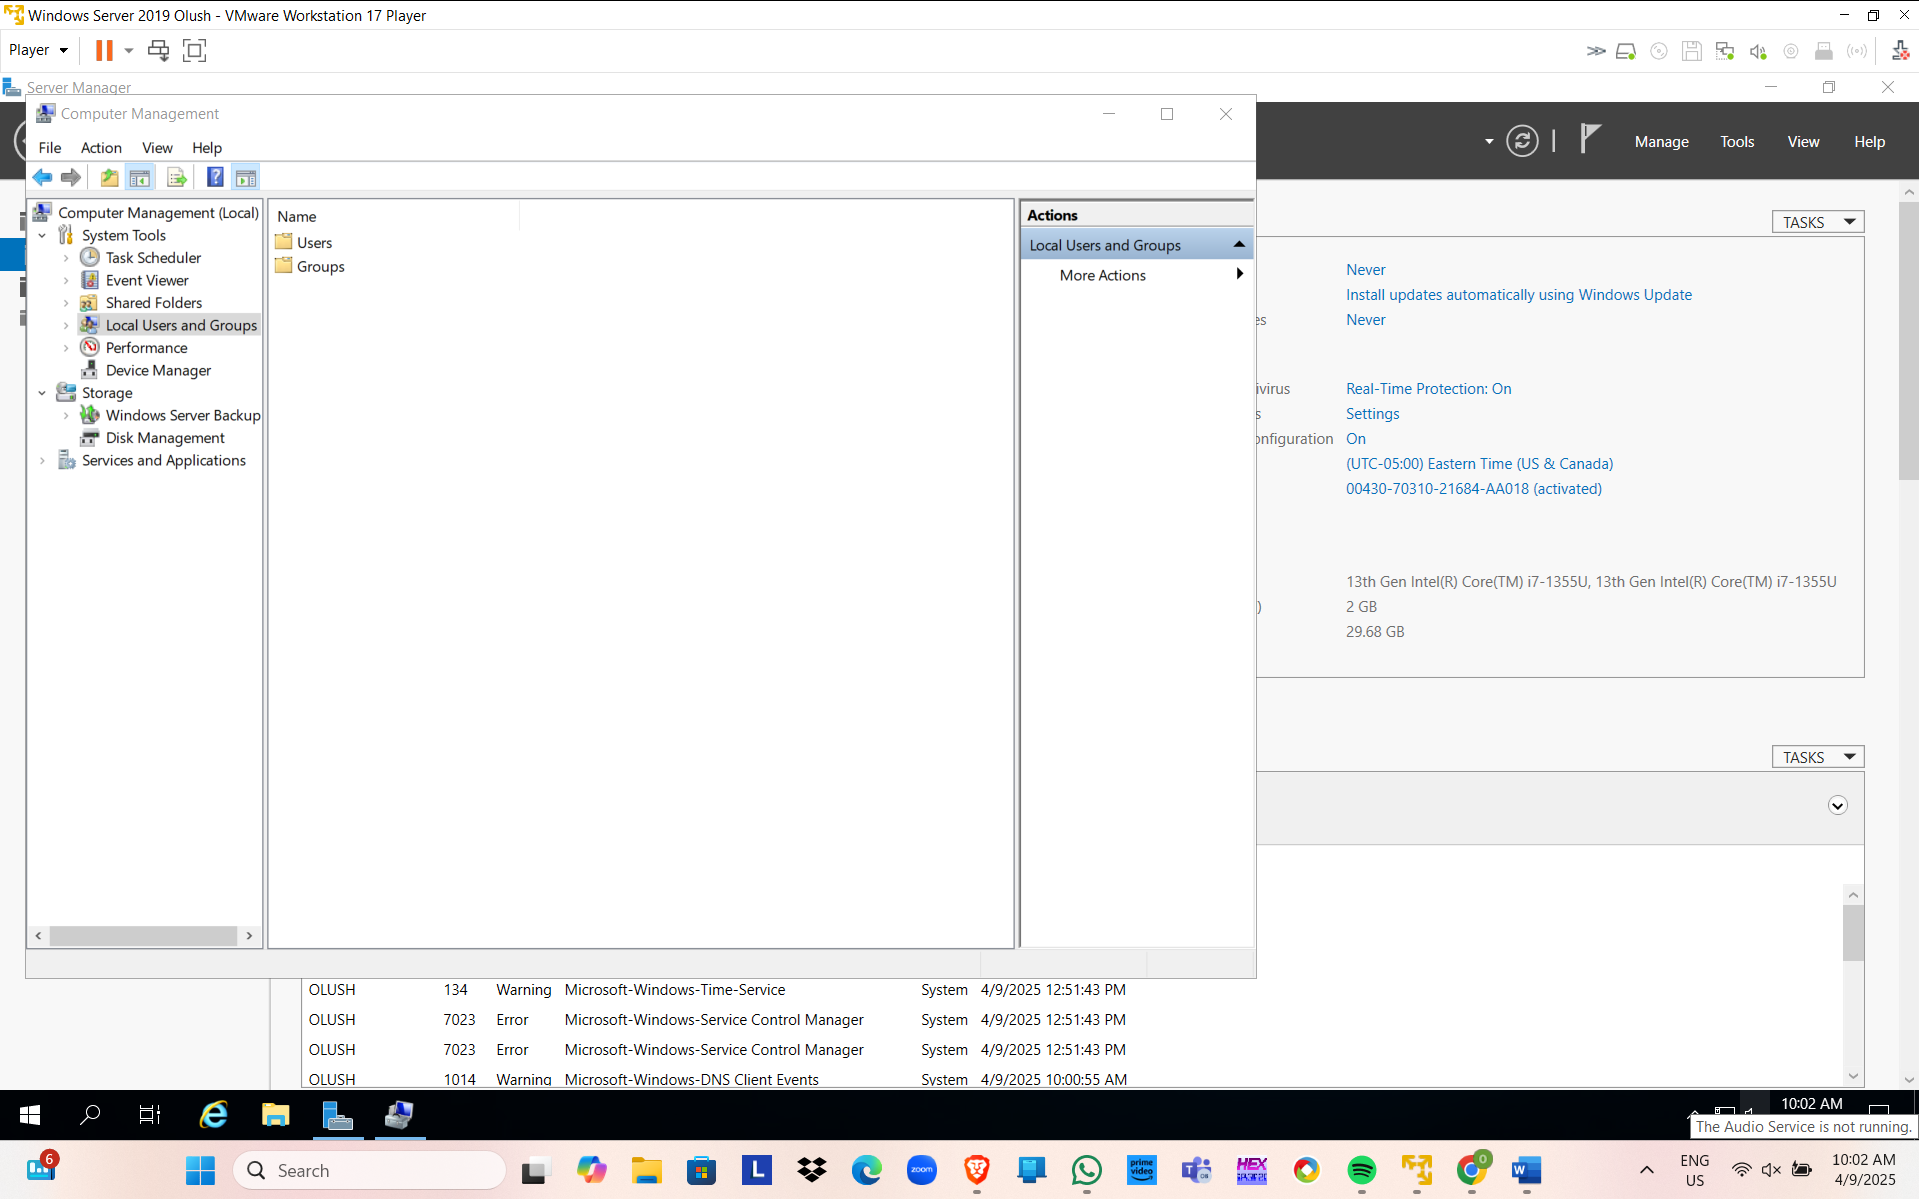 Windows Server 2019 Olush - VMware Workstation 17 Player
Player
Server Manager
Computer Management
File Action View Help
Manage Tools View Help
Computer Management (Local)
System Tools
Task Scheduler
Event Viewer
Shared Folders
Local Users and Groups
Performance
Device Manager
Storage
Windows Server Backup
Disk Management
Services and Applications
Name
Users
Groups
Actions
Local Users and Groups
More Actions
TASKS
Never
Install updates automatically using Windows Update
es Never
ivirus Real-Time Protection: On
s Settings
onfiguration On
(UTC-05:00) Eastern Time (US & Canada)
00430-70310-21684-AA018 (activated)
13th Gen Intel(R) Core(TM) i7-1355U, 13th Gen Intel(R) Core(TM) i7-1355U
) 2 GB
29.68 GB
TASKS
OLUSH 134 Warning Microsoft-Windows-Time-Service System 4/9/2025 12:51:43 PM
OLUSH 7023 Error Microsoft-Windows-Service Control Manager System 4/9/2025 12:51:43 PM
OLUSH 7023 Error Microsoft-Windows-Service Control Manager System 4/9/2025 12:51:43 PM
OLUSH 1014 Warning Microsoft-Windows-DNS Client Events System 4/9/2025 10:00:55 AM
10:02 AM
The Audio Service is not running.
6
Search
L
zoom
prime video
HEX
0
W
ENG
US
10:02 AM
4/9/2025